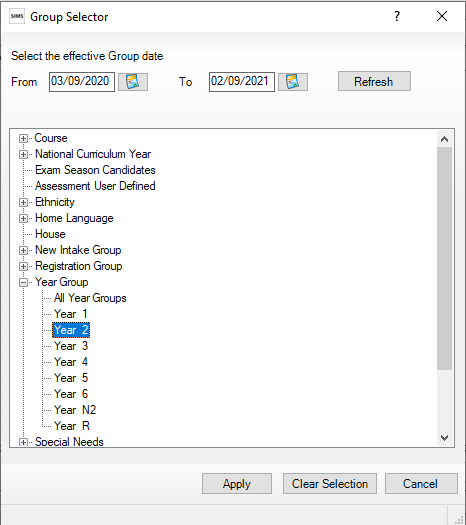 SIMS Group Selector ?
Select the effective Group date
From 03/09/2020 To 02/09/2021 Refresh
Course
National Curriculum Year
Exam Season Candidates
Assessment User Defined
Ethnicity
Home Language
House
New Intake Group
Registration Group
Year Group
All Year Groups
Year 1
Year 2
Year 3
Year 4
Year 5
Year 6
Year N2
Year R
Special Needs
Apply Clear Selection Cancel